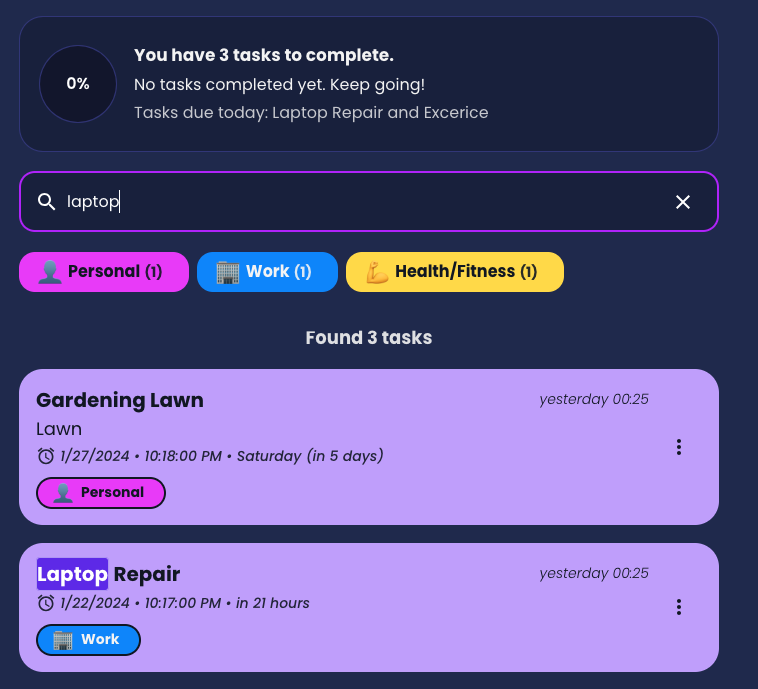 0%
You have 3 tasks to complete.
No tasks completed yet. Keep going!
Tasks due today: Laptop Repair and Excerice
laptop
Personal (1)
Work (1)
Health/Fitness (1)
Found 3 tasks
Gardening Lawn
yesterday 00:25
Lawn
1/27/2024 • 10:18:00 PM • Saturday (in 5 days)
Personal
Laptop Repair
yesterday 00:25
1/22/2024 • 10:17:00 PM • in 21 hours
Work